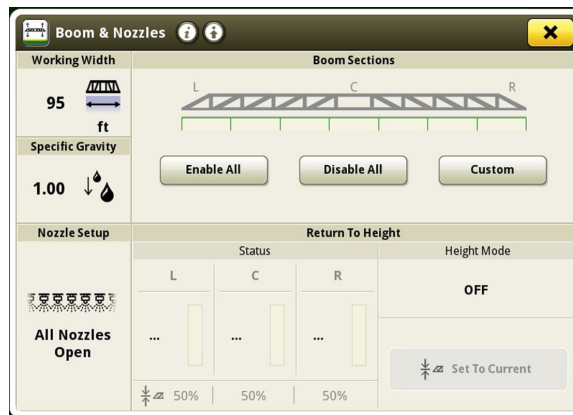 Boom & Nozzles
Working Width
95
ft
Specific Gravity
1.00
Boom Sections
L C R
Enable All Disable All Custom
Nozzle Setup
All Nozzles
Open
Return To Height
Status
L C R
... ... ...
50% 50% 50%
Height Mode
OFF
Set To Current